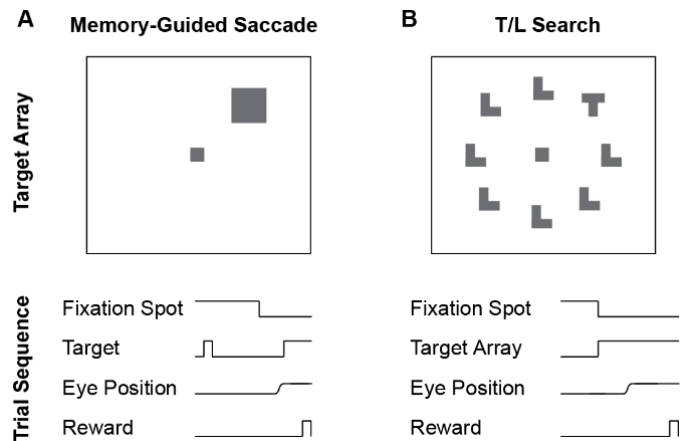 A
Memory-Guided Saccade
B
T/L Search
Target Array
Trial Sequence
Fixation Spot
Target
Eye Position
Reward
Fixation Spot
Target Array
Eye Position
Reward